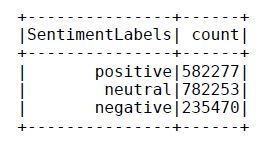 +---------------+------+
|SentimentLabels| count|
+---------------+------+
|       positive|582277|
|        neutral|782253|
|       negative|235470|
+---------------+------+